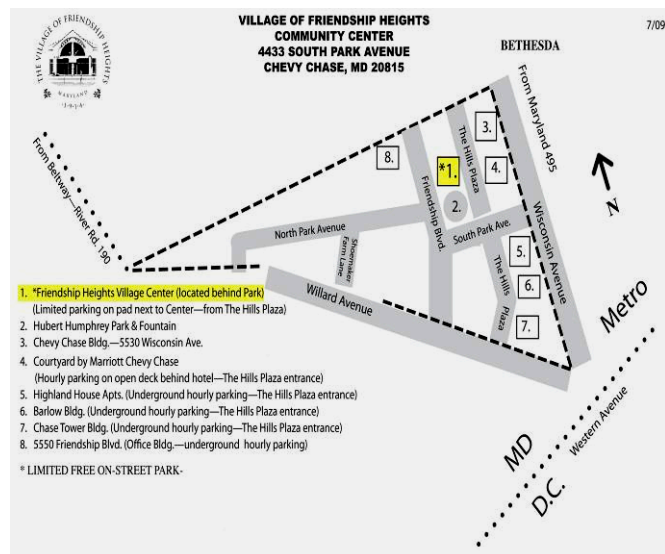 VILLAGE OF FRIENDSHIP HEIGHTS
COMMUNITY CENTER
4433 SOUTH PARK AVENUE
CHEVY CHASE, MD 20815
7/09
THE VILLAGE OF FRIENDSHIP HEIGHTS
MARYLAND
·1·9·1·4·
BETHESDA
From Maryland 495
From Beltway—River Rd. 190
3.
8.
*1.
4.
The Hills Plaza
Friendship Blvd.
2.
N
North Park Avenue
South Park Ave.
Wisconsin Avenue
Shoemaker
Farm Lane
5.
The Hills
Plaza
6.
7.
Willard Avenue
Metro
Western Avenue
MD
D.C.
1. *Friendship Heights Village Center (located behind Park)
(Limited parking on pad next to Center—from The Hills Plaza)
2. Hubert Humphrey Park & Fountain
3. Chevy Chase Bldg.—5530 Wisconsin Ave.
4. Courtyard by Marriott Chevy Chase
(Hourly parking on open deck behind hotel—The Hills Plaza entrance)
5. Highland House Apts. (Underground hourly parking—The Hills Plaza entrance)
6. Barlow Bldg. (Underground hourly parking—The Hills Plaza entrance)
7. Chase Tower Bldg. (Underground hourly parking—The Hills Plaza entrance)
8. 5550 Friendship Blvd. (Office Bldg.—underground hourly parking)
* LIMITED FREE ON-STREET PARK-